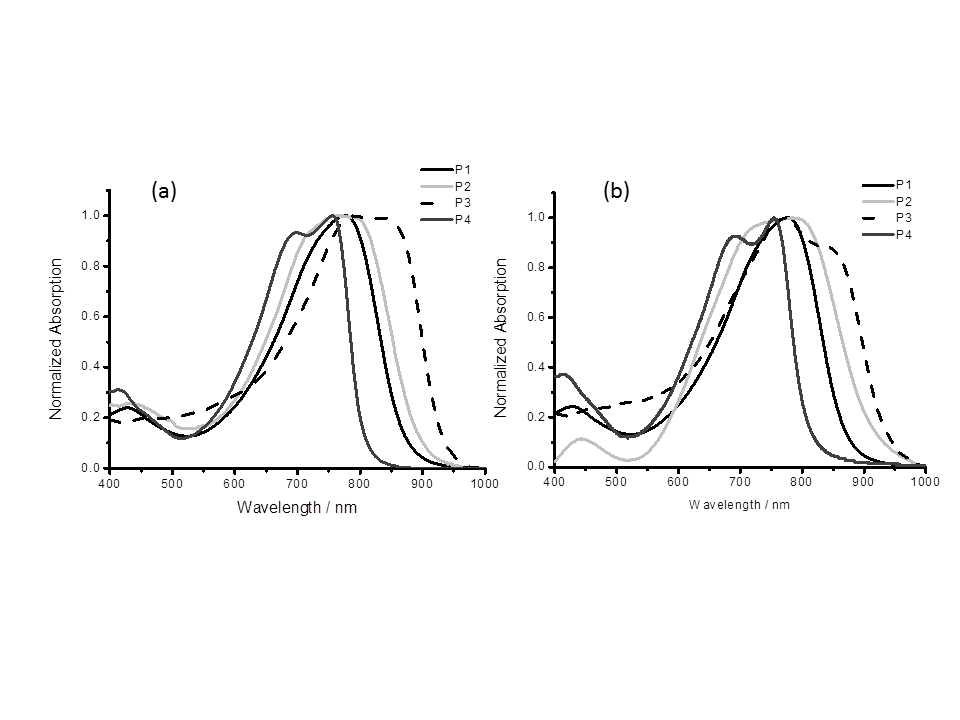 (a)
P1
P2
P3
P4
1.0
0.8
0.6
0.4
0.2
0.0
Normalized Absorption
400 500 600 700 800 900 1000
Wavelength / nm
(b)
P1
P2
P3
P4
1.0
0.8
0.6
0.4
0.2
0.0
Normalized Absorption
400 500 600 700 800 900 1000
Wavelength / nm